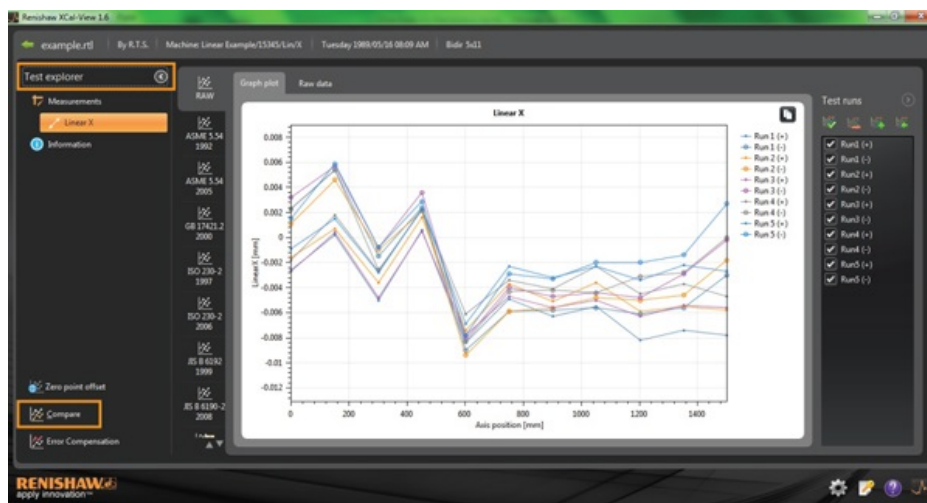 Renishaw XCal-View 1.6
example.rtl
By R.T.S.
Machine: Linear Example/15345/Lin/X
Tuesday 1989/05/16 08:09 AM
Bidir 5x11
Test explorer
Measurements
Linear X
Information
Zero point offset
Compare
Error Compensation
RAW
ASME 5.54
1992
ASME 5.54
2005
GB 17421.2
2000
ISO 230-2
1997
ISO 230-2
2006
JIS B 6192
1999
JIS B 6190-2
2008
Graph plot
Raw data
Linear X
0.008
0.006
0.004
0.002
0
-0.002
-0.004
-0.006
-0.008
-0.01
-0.012
Linear X [mm]
0
200
400
600
800
1000
1200
1400
Axis position [mm]
Run 1 (+)
Run 1 (-)
Run 2 (+)
Run 2 (-)
Run 3 (+)
Run 3 (-)
Run 4 (+)
Run 4 (-)
Run 5 (+)
Run 5 (-)
Test runs
Run1 (+)
Run1 (-)
Run2 (+)
Run2 (-)
Run3 (+)
Run3 (-)
Run4 (+)
Run4 (-)
Run5 (+)
Run5 (-)
RENISHAW
apply innovation™